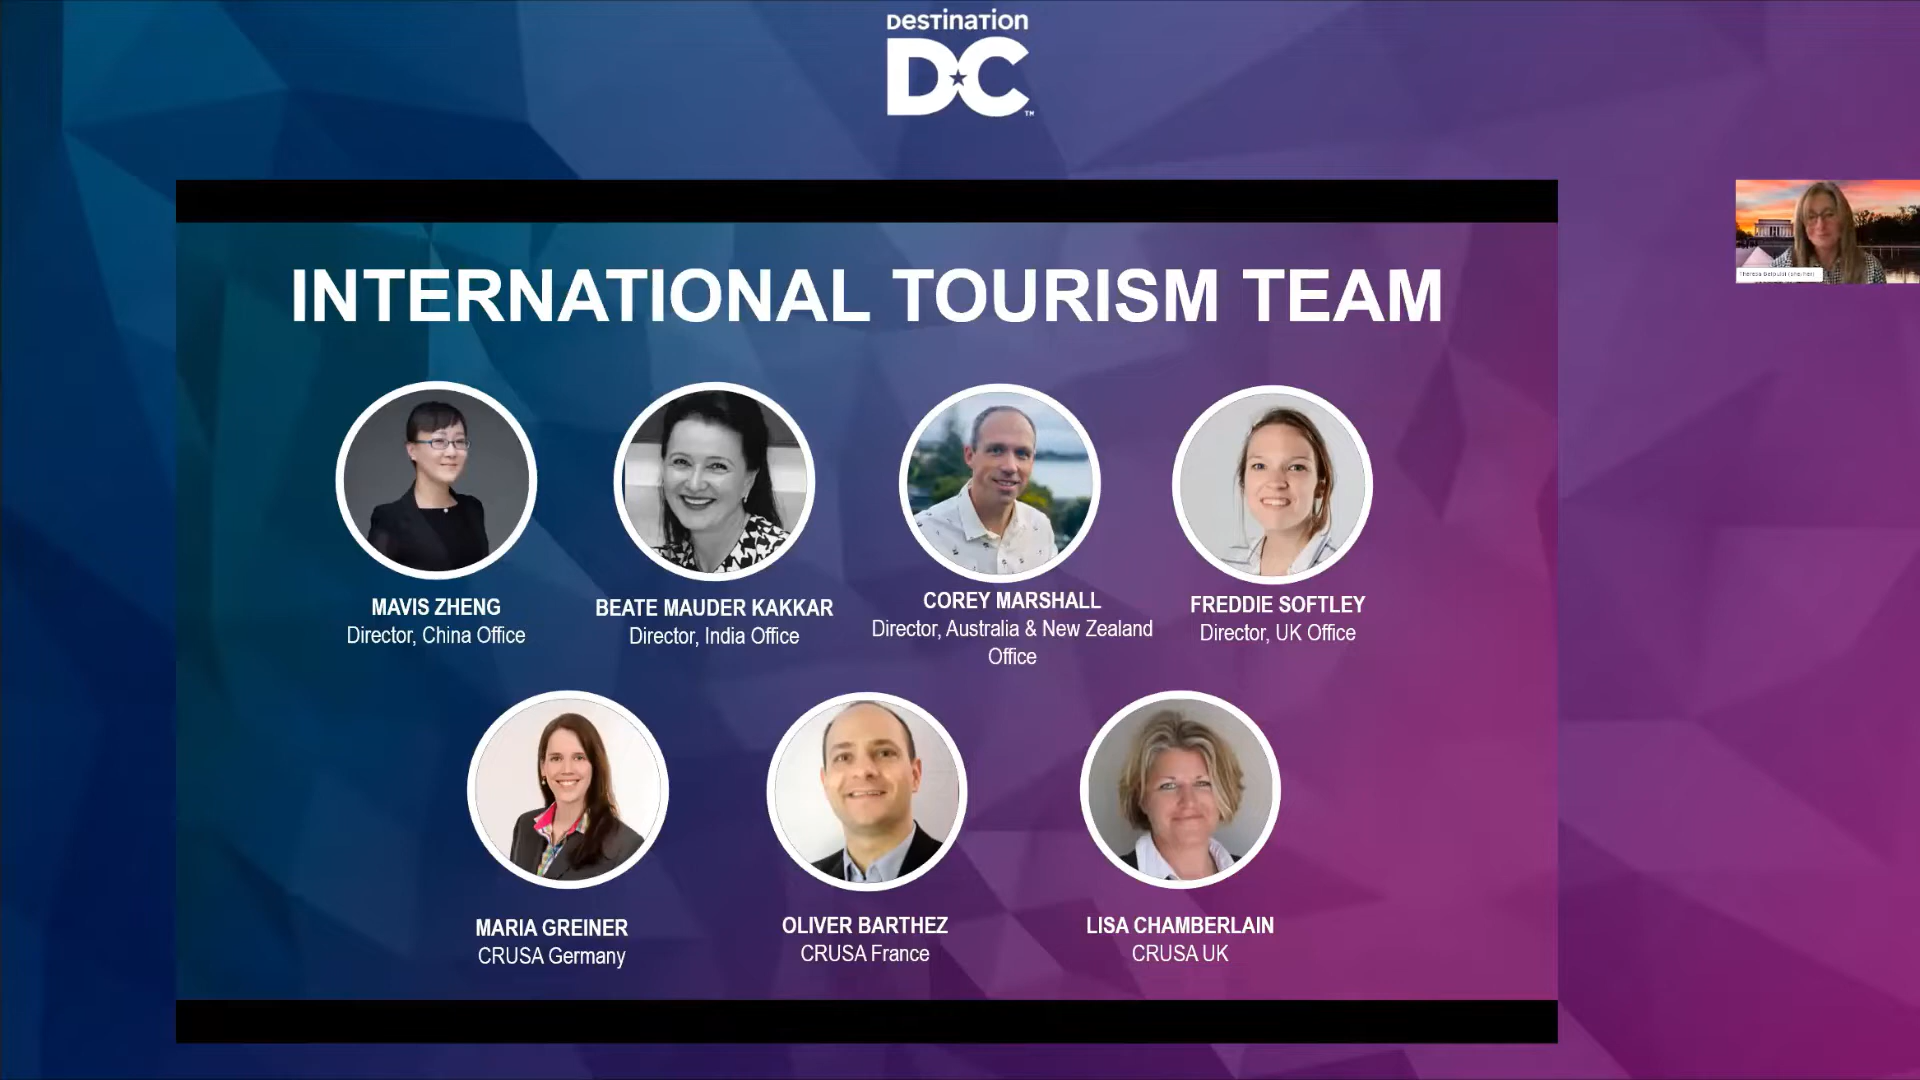 DESTINATION
DC
TM
INTERNATIONAL TOURISM TEAM
MAVIS ZHENG
Director, China Office
BEATE MAUDER KAKKAR
Director, India Office
COREY MARSHALL
Director, Australia & New Zealand
Office
FREDDIE SOFTLEY
Director, UK Office
MARIA GREINER
CRUSA Germany
OLIVER BARTHEZ
CRUSA France
LISA CHAMBERLAIN
CRUSA UK
Theresa